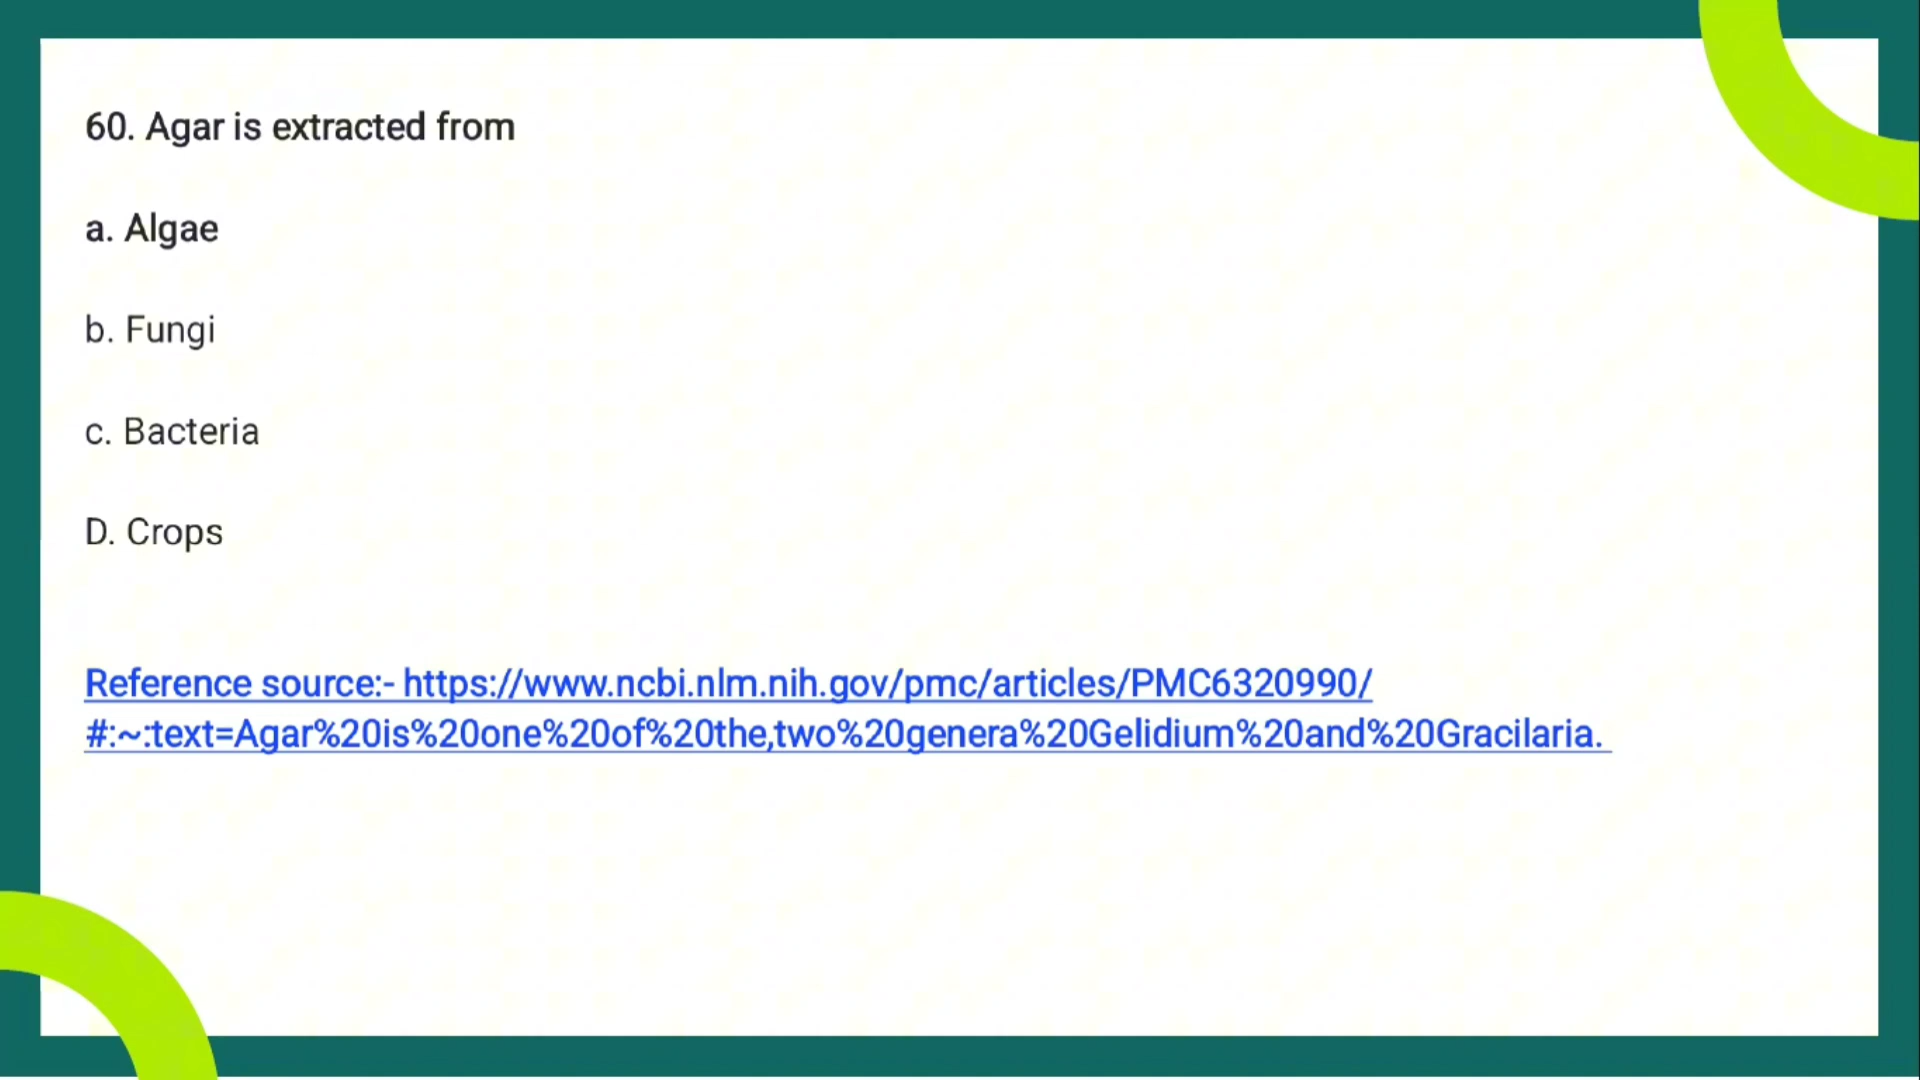 60. Agar is extracted from
a. Algae
b. Fungi
c. Bacteria
D. Crops
Reference source:- https://www.ncbi.nlm.nih.gov/pmc/articles/PMC6320990/
#:~:text=Agar%20is%20one%20of%20the,two%20genera%20Gelidium%20and%20Gracilaria.